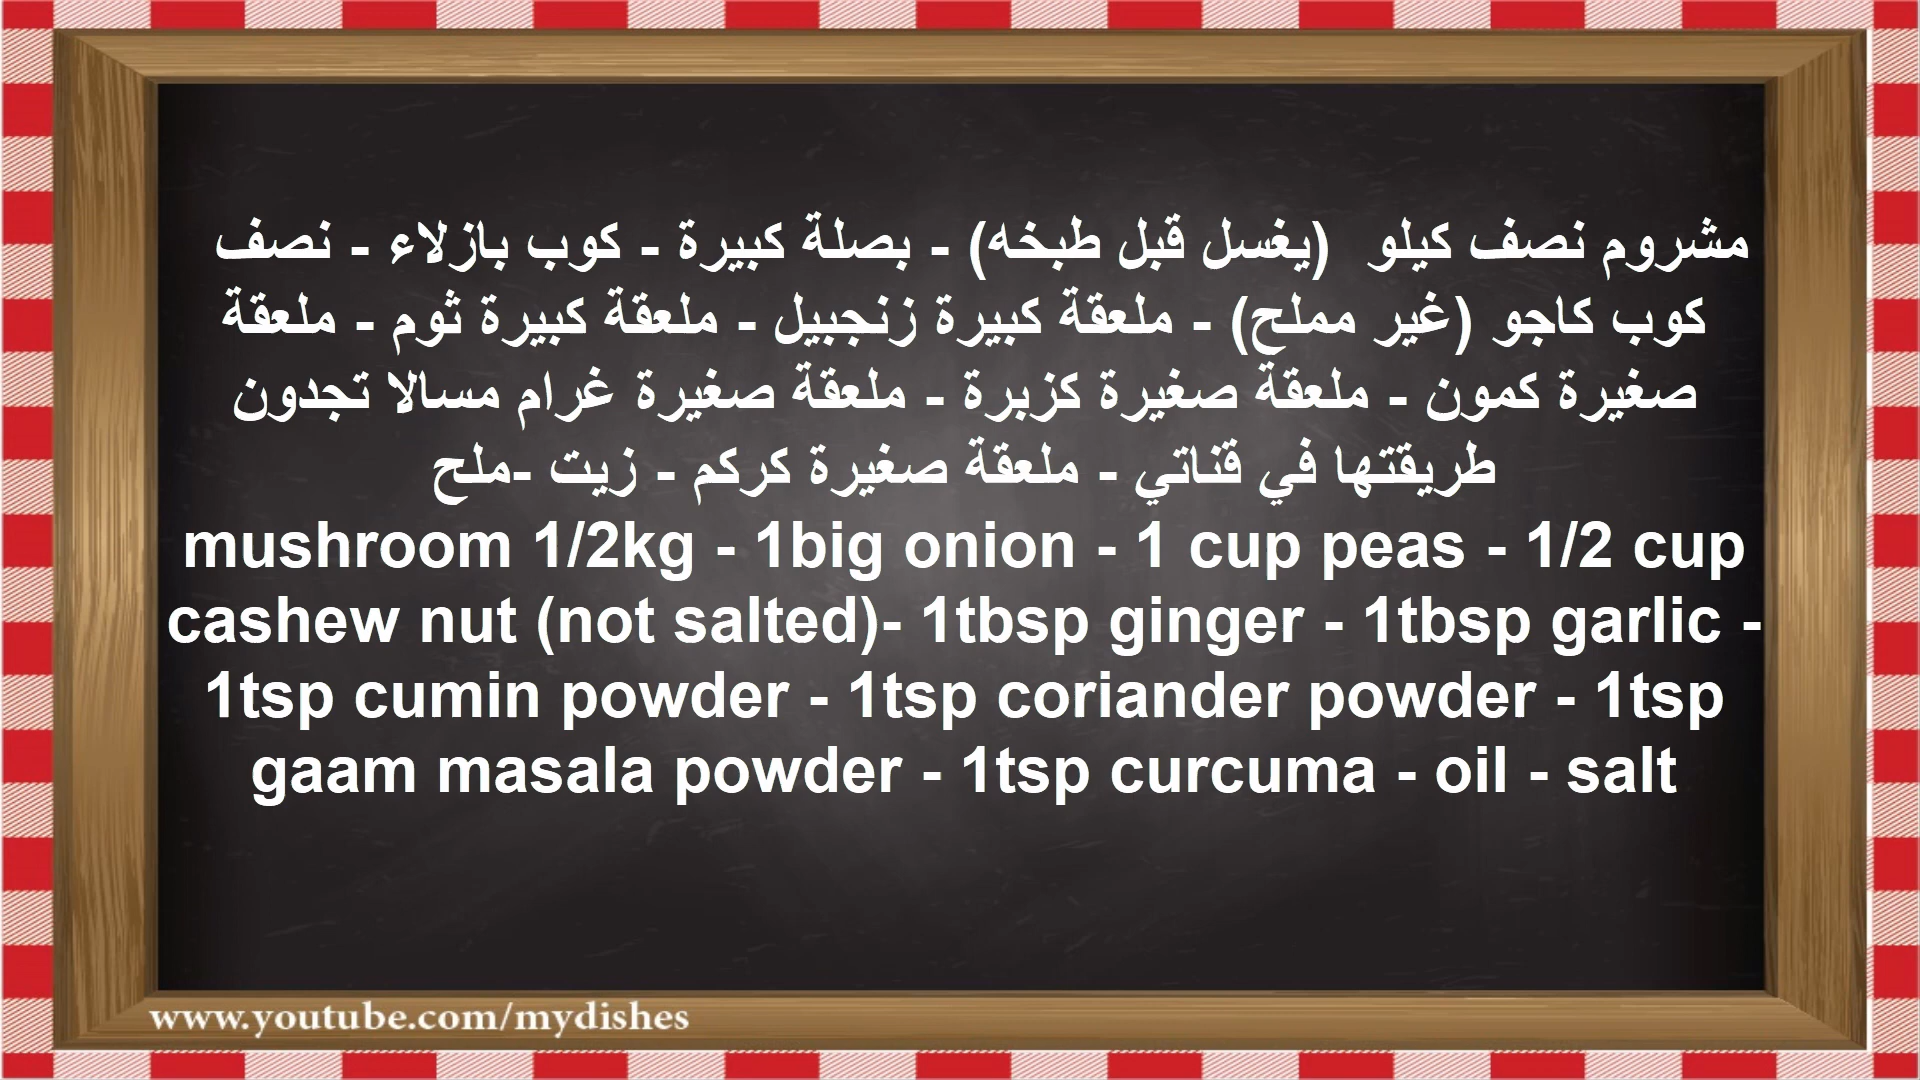 مشروم نصف كيلو (يغسل قبل طبخه) - بصلة كبيرة - كوب بازلاء - نصف
كوب كاجو (غير مملح) - ملعقة كبيرة زنجبيل - ملعقة كبيرة ثوم - ملعقة
صغيرة كمون - ملعقة صغيرة كزبرة - ملعقة صغيرة غرام مسالا تجدون
طريقتها في قناتي - ملعقة صغيرة كركم - زيت -ملح
mushroom 1/2kg - 1big onion - 1 cup peas - 1/2 cup
cashew nut (not salted)- 1tbsp ginger - 1tbsp garlic -
1tsp cumin powder - 1tsp coriander powder - 1tsp
gaam masala powder - 1tsp curcuma - oil - salt
www.youtube.com/mydishes